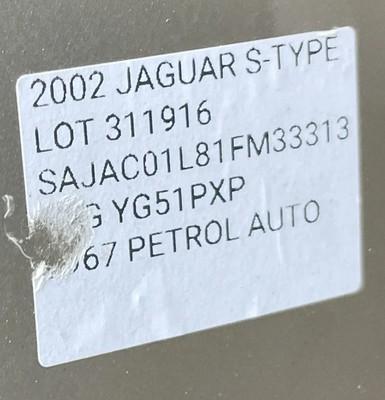 2002 JAGUAR S-TYPE
LOT 311916
SAJAC01L81FM33313
YG51PXP
PETROL AUTO